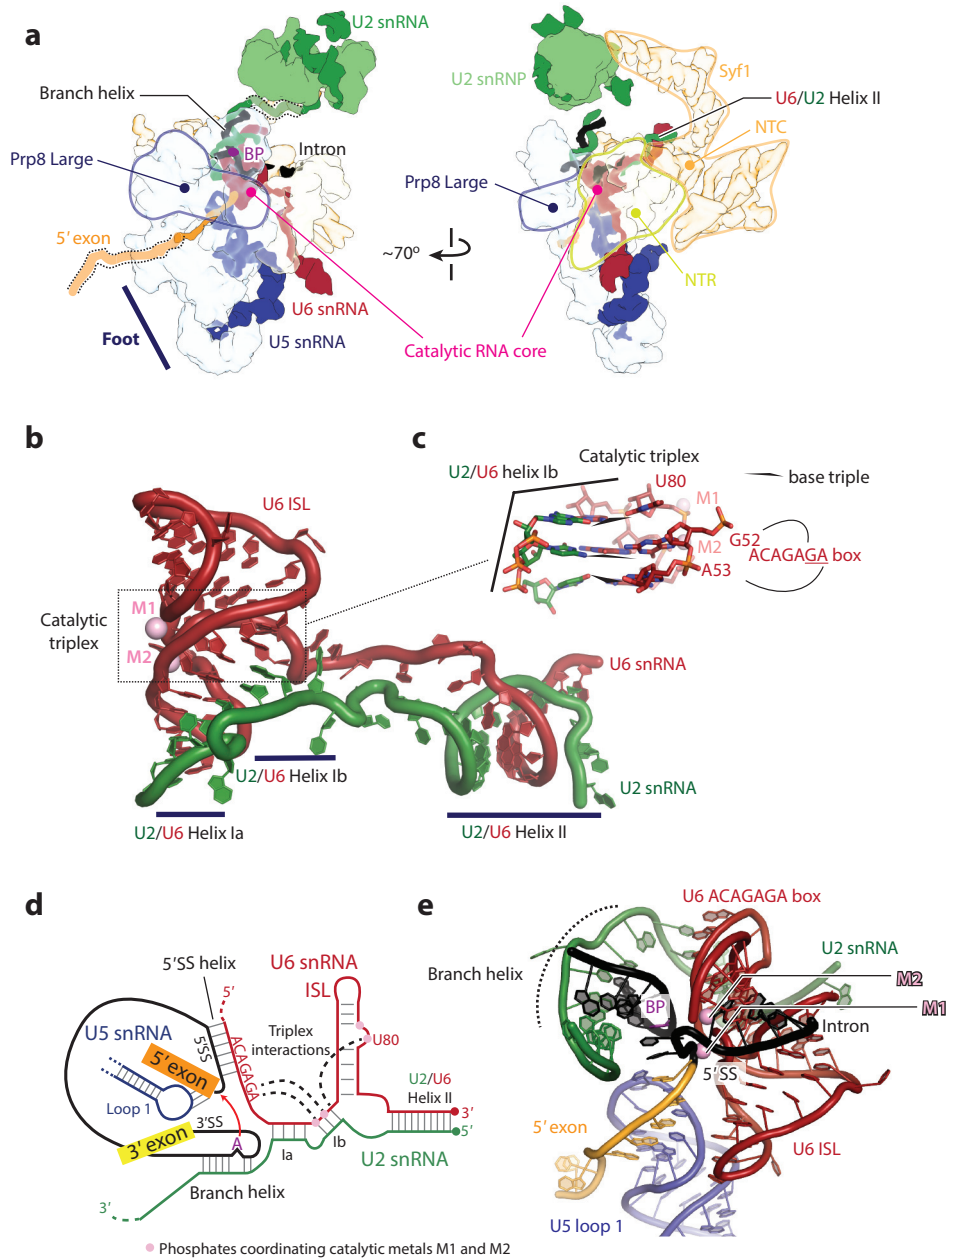 a
U2 snRNA
Branch helix
BP
Intron
Prp8 Large
5′ exon
Foot
U6 snRNA
U5 snRNA
~70º
Catalytic RNA core
U2 snRNP
Syf1
U6/U2 Helix II
NTC
Prp8 Large
NTR
b
U6 ISL
M1
Catalytic
triplex
M2
U6 snRNA
U2/U6 Helix Ib
U2 snRNA
U2/U6 Helix Ia
U2/U6 Helix II
c
Catalytic triplex
U2/U6 helix Ib
U80
base triple
M1
G52
M2
ACAGAGA box
A53
d
5′SS helix
U6 snRNA
ISL
5′
U5 snRNA
5′SS
ACAGAGA
Triplex
interactions
U80
5′ exon
Loop 1
U2/U6
Helix II
3′
5′
3′SS
3′ exon
A
Ia
Ib
U2 snRNA
Branch helix
3′
Phosphates coordinating catalytic metals M1 and M2
e
U6 ACAGAGA box
U2 snRNA
Branch helix
M2
BP
M1
Intron
5′ SS
5′ exon
U6 ISL
U5 loop 1